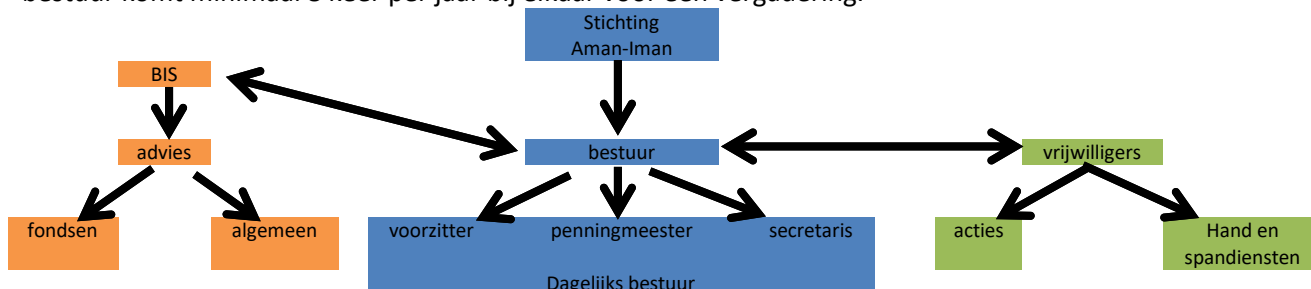 Stichting
Aman-Iman
BIS
advies
bestuur
vrijwilligers
fondsen
algemeen
voorzitter
penningmeester
secretaris
acties
Hand en
spandiensten
Dagelijks bestuur